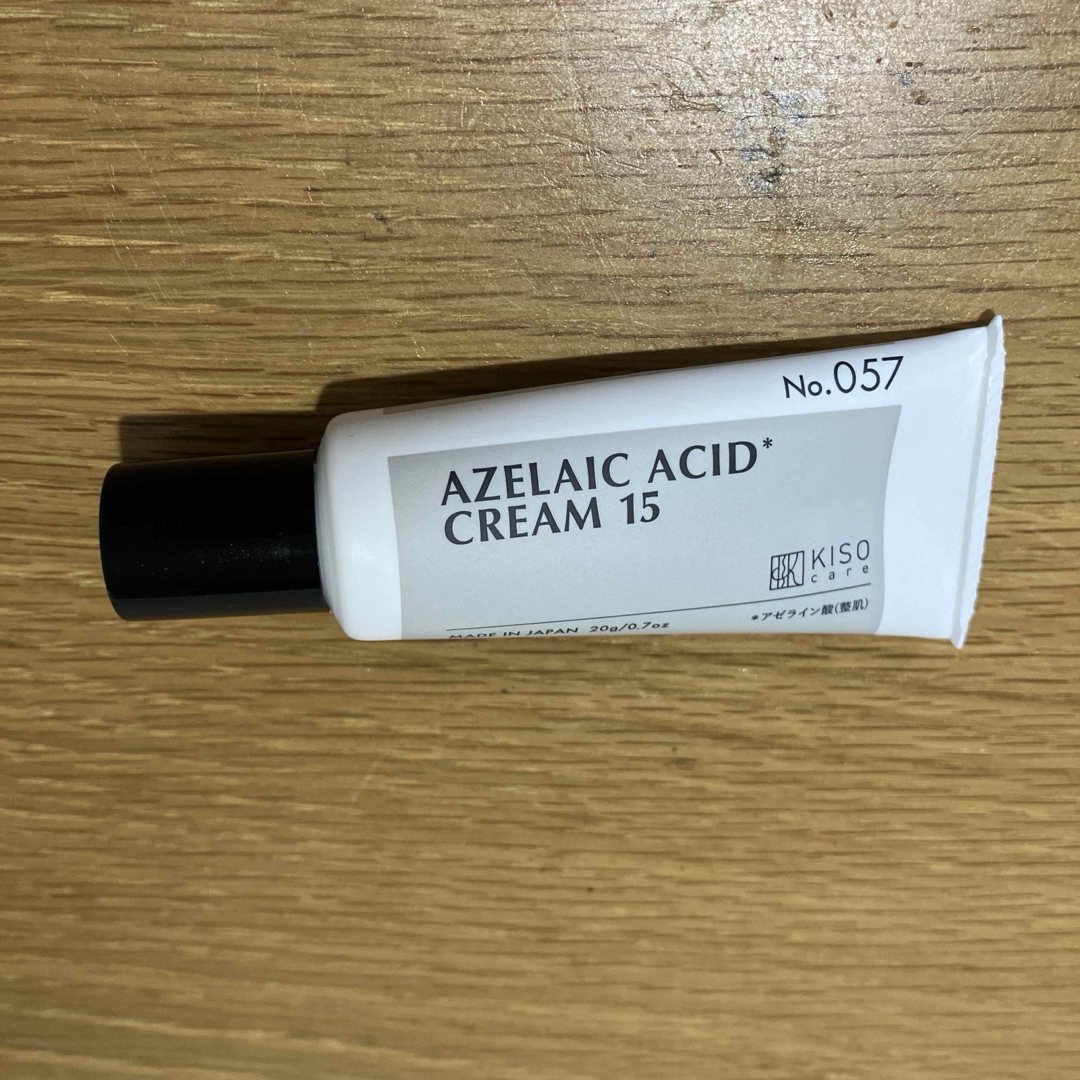 No.057
AZELAIC ACID*
CREAM 15
KISO
care
*アゼライン酸(整肌)
MADE IN JAPAN 20g/0.7oz